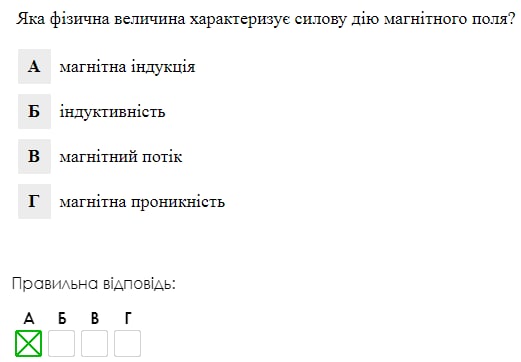 Яка фізична величина характеризує силову дію магнітного поля?
А магнітна індукція
Б індуктивність
В магнітний потік
Г магнітна проникність
Правильна відповідь:
А Б В Г